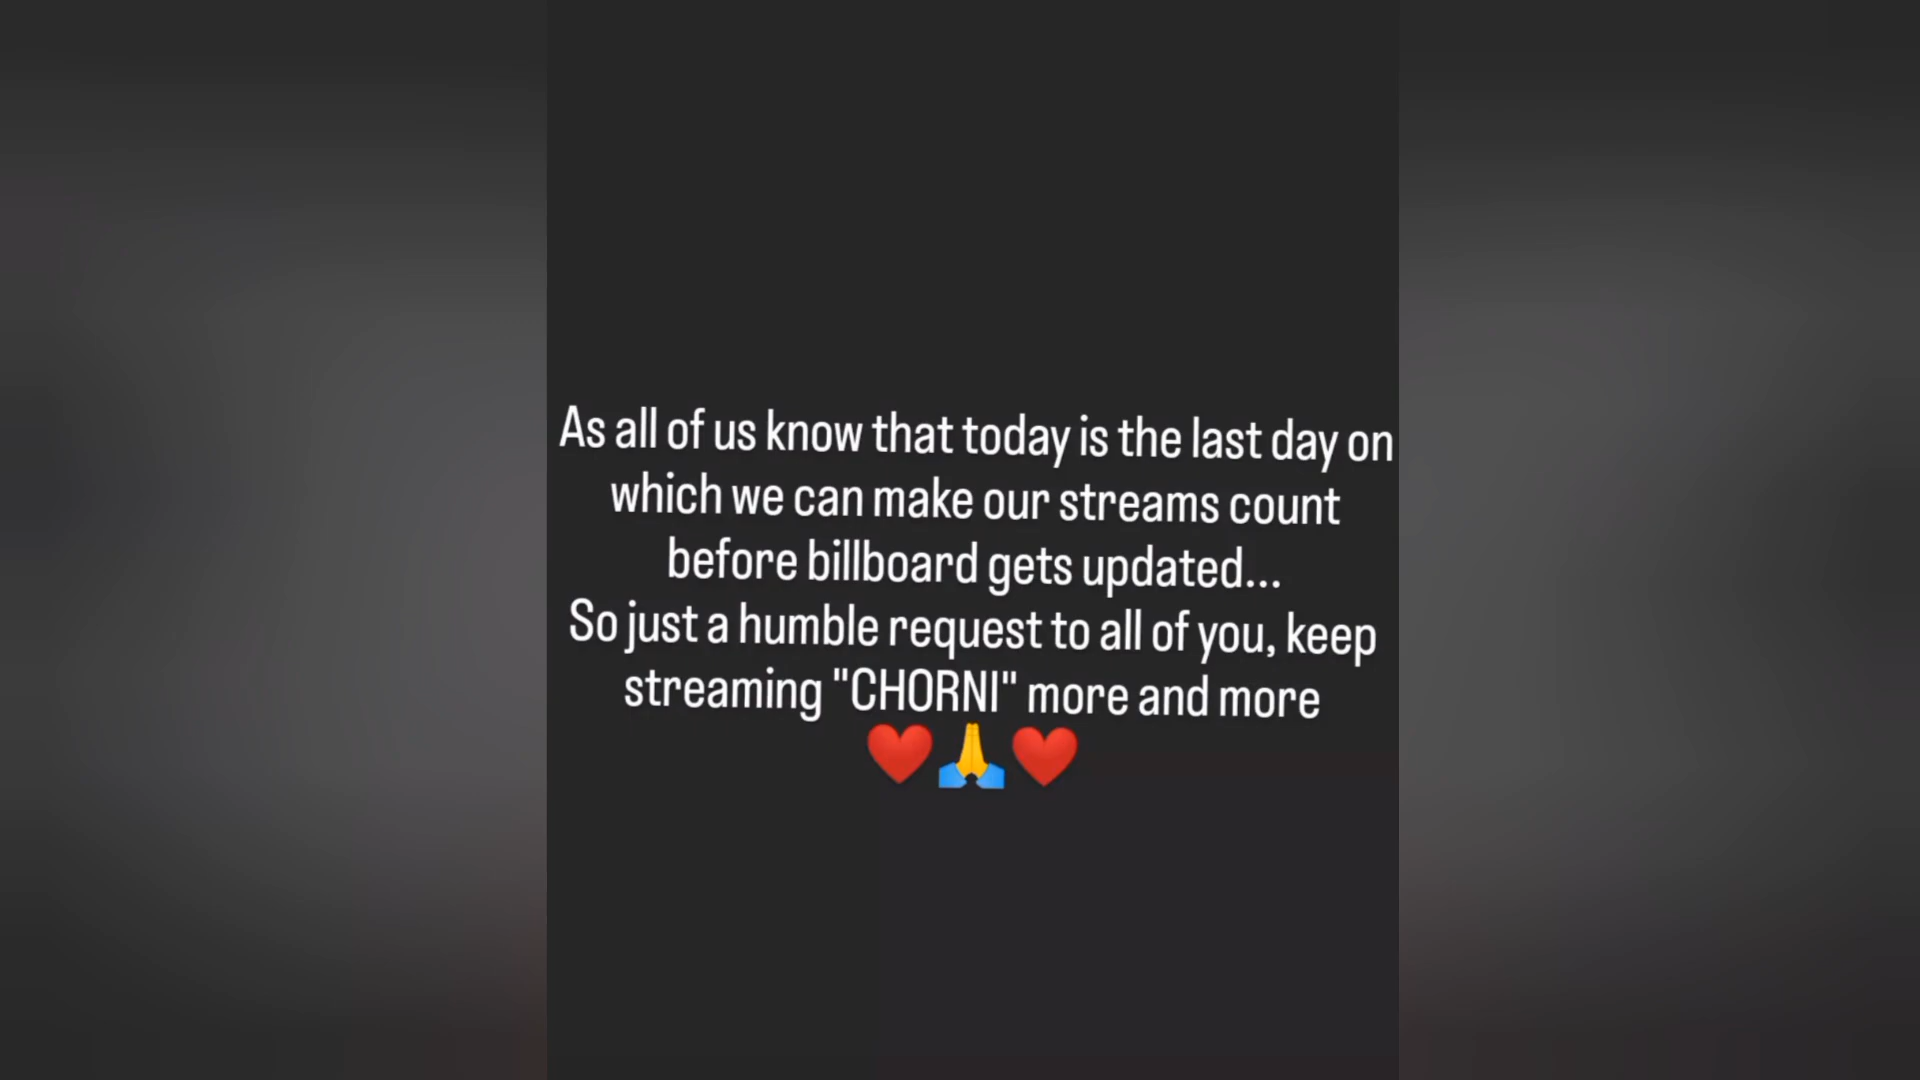 As all of us know that today is the last day on
which we can make our streams count
before billboard gets updated...
So just a humble request to all of you, keep
streaming "CHORNI" more and more
❤️🙏❤️